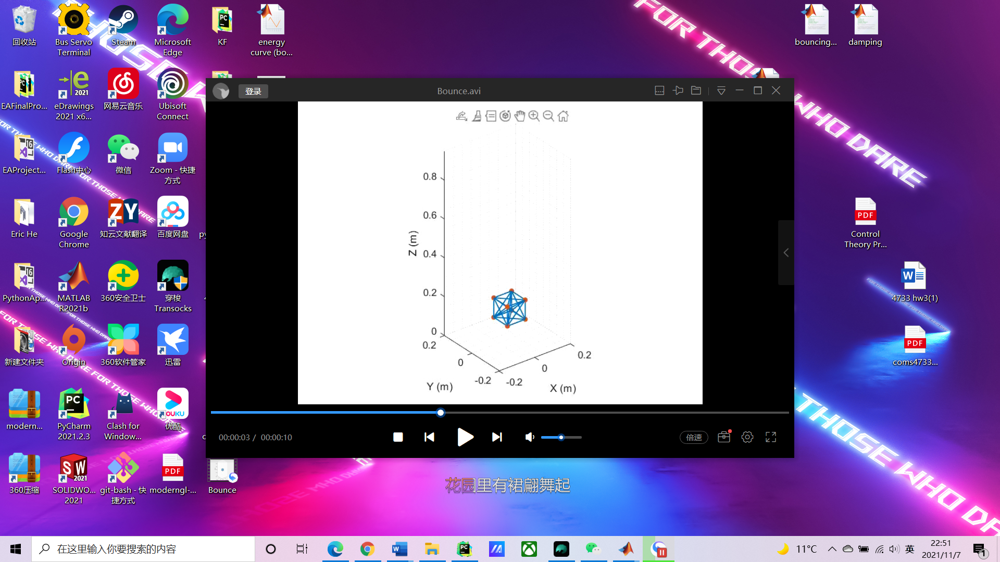 回收站
Bus Servo
Terminal
Steam
Microsoft
Edge
KF
energy
curve (bo...
bouncing...
damping
EAFinalPro...
eDrawings
2021 x6...
网易云音乐
Ubisoft
Connect
EAProject...
Flash中心
微信
Zoom - 快捷
方式
Eric He
Google
Chrome
知云文献翻译
百度网盘
py
PythonAp...
MATLAB
R2021b
360安全卫士
穿梭
Transocks
新建文件夹
Origin
360软件管家
迅雷
modern...
PyCharm
2021.2.3
Clash for
Window...
优酷
360压缩
SOLIDWO...
2021
git-bash - 快
捷方式
moderngl-...
Bounce
Control
Theory Pr...
4733 hw3(1)
coms4733...
登录
Bounce.avi
0.8
0.6
0.4
0.2
0
Z (m)
0.2
0
-0.2
Y (m)
-0.2
0
0.2
X (m)
00:00:03 / 00:00:10
倍速
花园里有裙翩舞起
FOR THOSE WHO DARE
在这里输入你要搜索的内容
11°C
英
22:51
2021/11/7
1